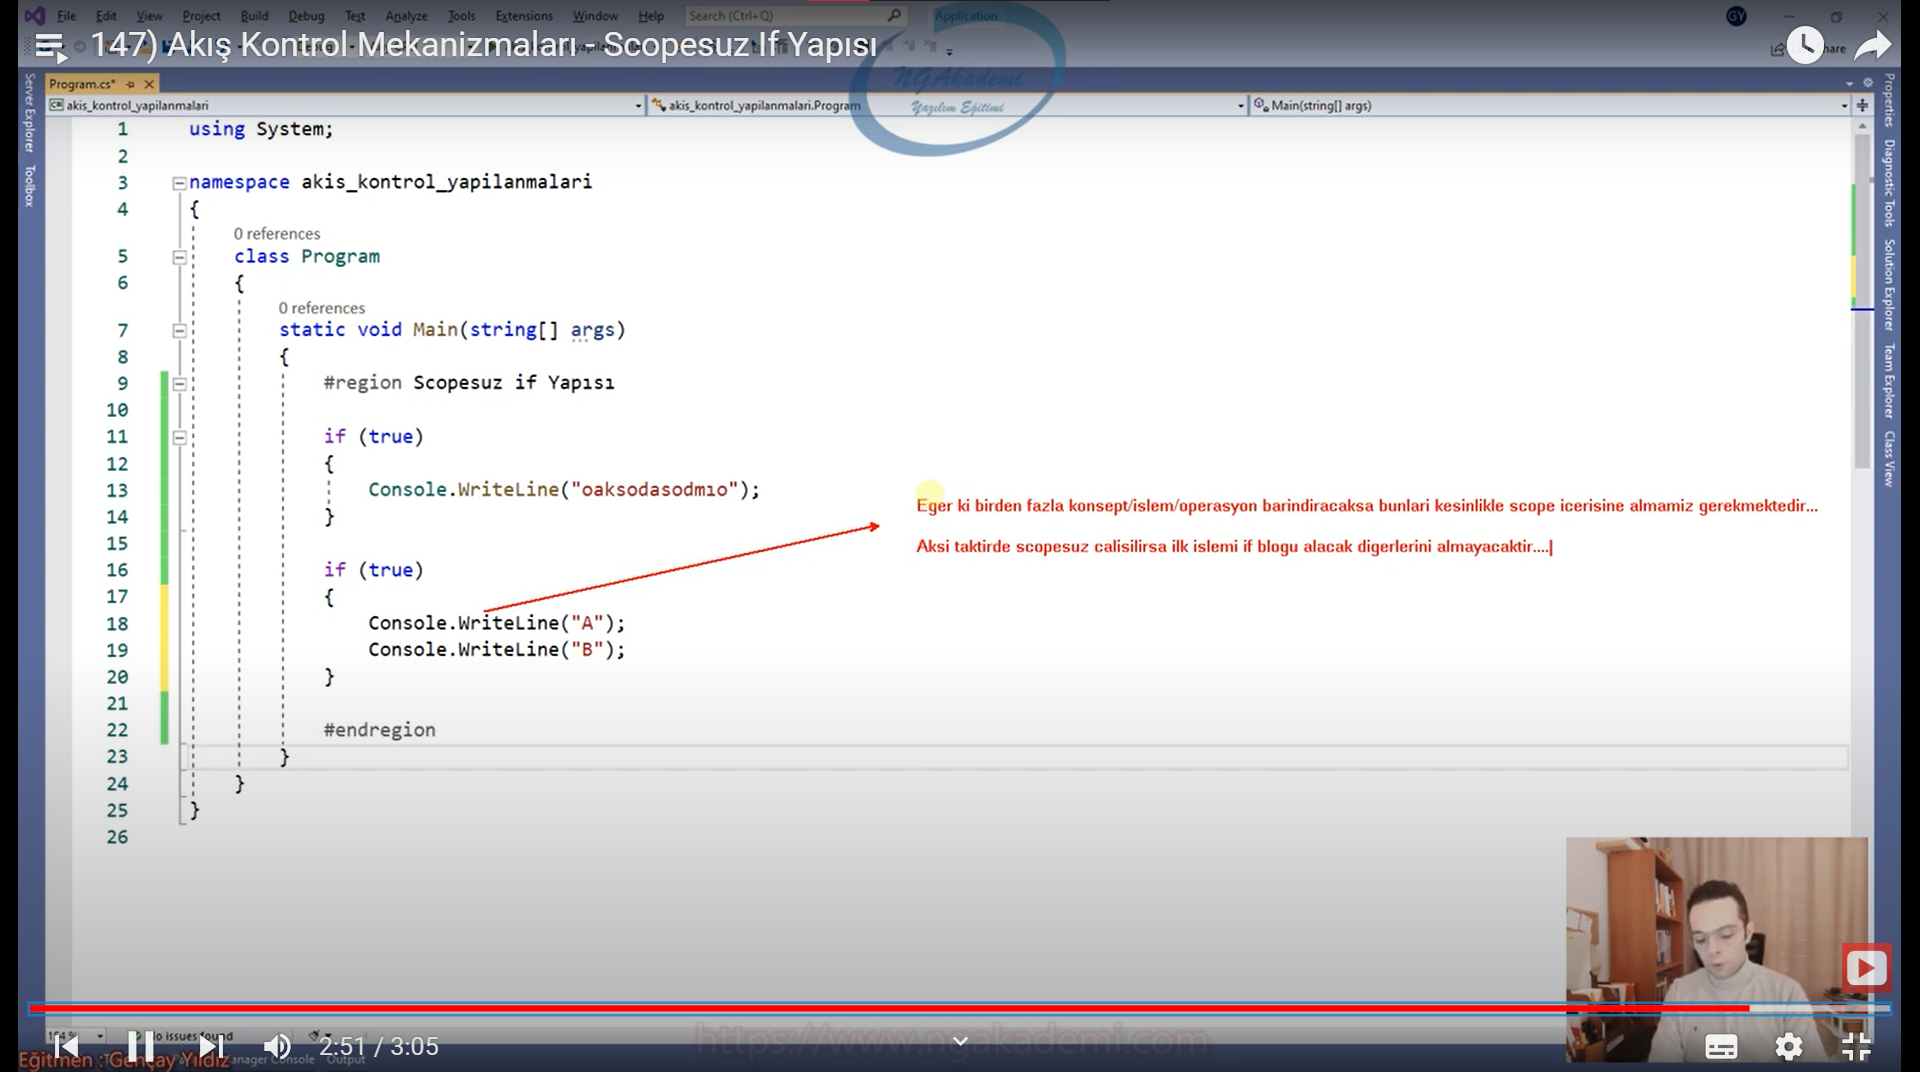 File Edit View Project Build Debug Test Analyze Tools Extensions Window Help Search (Ctrl+Q) Application GY
147) Akış Kontrol Mekanizmaları - Scopesuz If Yapısı
NGAkademi
Yazılım Eğitimi
Program.cs*
akis_kontrol_yapilanmalari akis_kontrol_yapilanmalari.Program Main(string[] args)
Server Explorer Toolbox
Properties Diagnostic Tools Solution Explorer Team Explorer Class View
1 using System;
2
3 namespace akis_kontrol_yapilanmalari
4 {
0 references
5 class Program
6 {
0 references
7 static void Main(string[] args)
8 {
9 #region Scopesuz if Yapısı
10
11 if (true)
12 {
13 Console.WriteLine("oaksodasodmıo");
14 }
15
16 if (true)
17 {
18 Console.WriteLine("A");
19 Console.WriteLine("B");
20 }
21
22 #endregion
23 }
24 }
25 }
26
Eger ki birden fazla konsept/islem/operasyon barindiracaksa bunlari kesinlikle scope icerisine almamiz gerekmektedir...
Aksi taktirde scopesuz calisilirsa ilk islemi if blogu alacak digerlerini almayacaktir....
No issues found
2:51 / 3:05
https://www.ngakademi.com
Eğitmen : Gençay Yıldız
Console Output